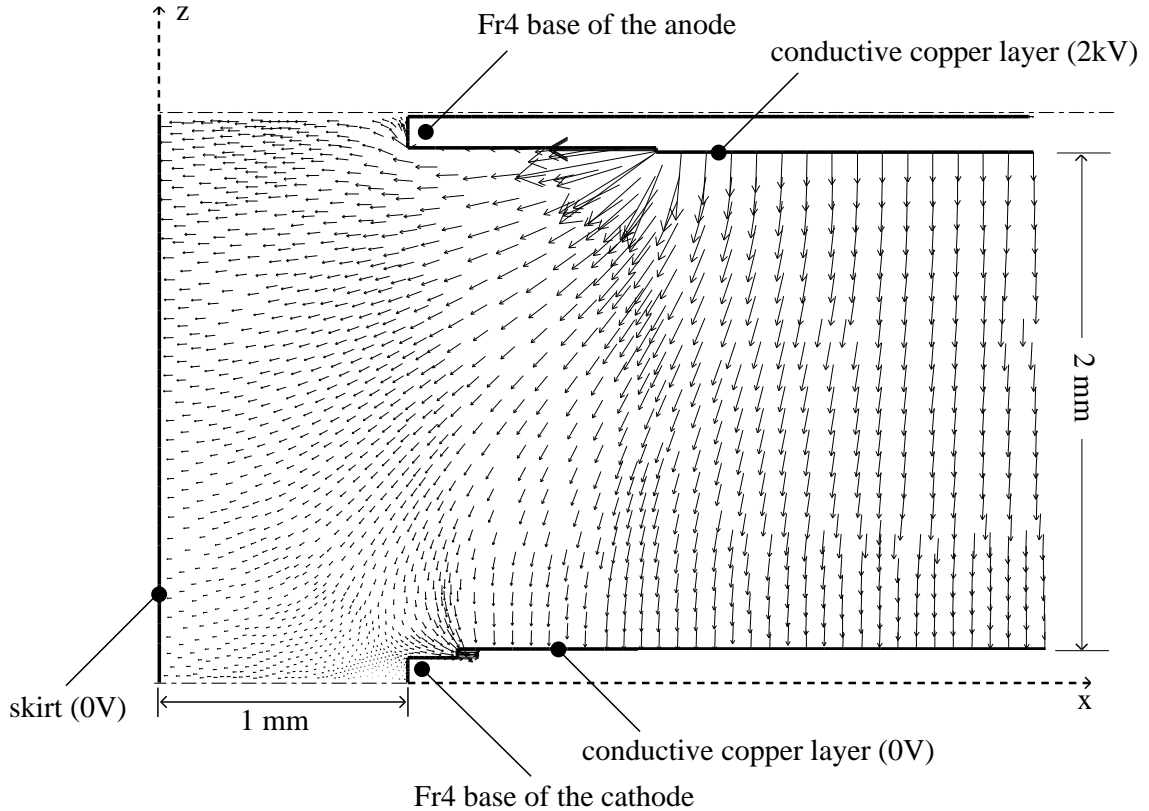 z
Fr4 base of the anode
conductive copper layer (2kV)
2 mm
skirt (0V)
1 mm
x
conductive copper layer (0V)
Fr4 base of the cathode